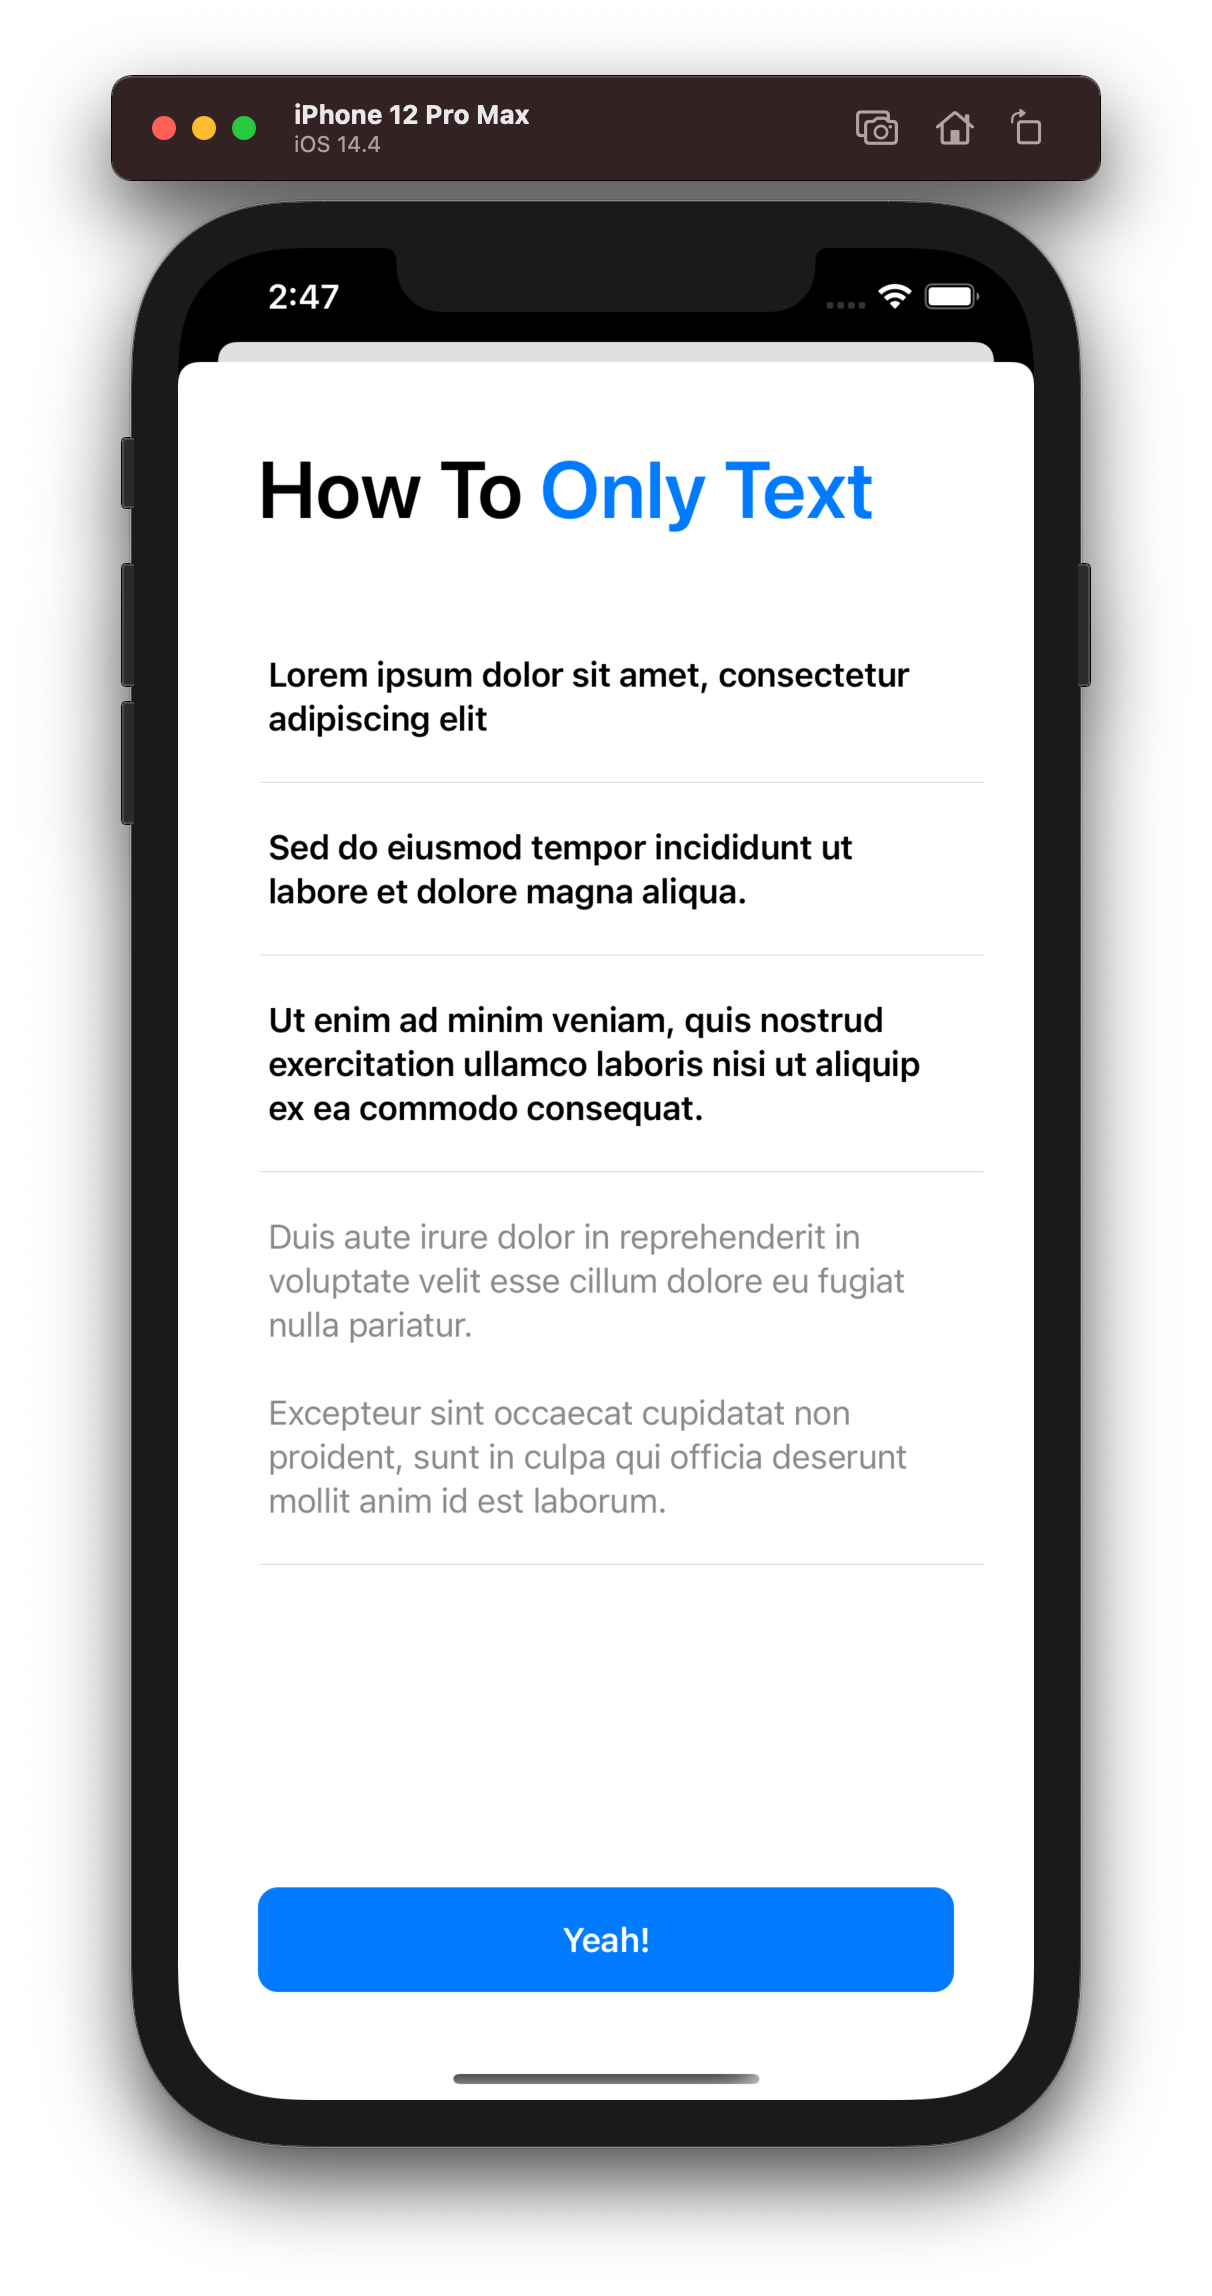 iPhone 12 Pro Max
iOS 14.4
2:47
How To Only Text
Lorem ipsum dolor sit amet, consectetur
adipiscing elit
Sed do eiusmod tempor incididunt ut
labore et dolore magna aliqua.
Ut enim ad minim veniam, quis nostrud
exercitation ullamco laboris nisi ut aliquip
ex ea commodo consequat.
Duis aute irure dolor in reprehenderit in
voluptate velit esse cillum dolore eu fugiat
nulla pariatur.
Excepteur sint occaecat cupidatat non
proident, sunt in culpa qui officia deserunt
mollit anim id est laborum.
Yeah!